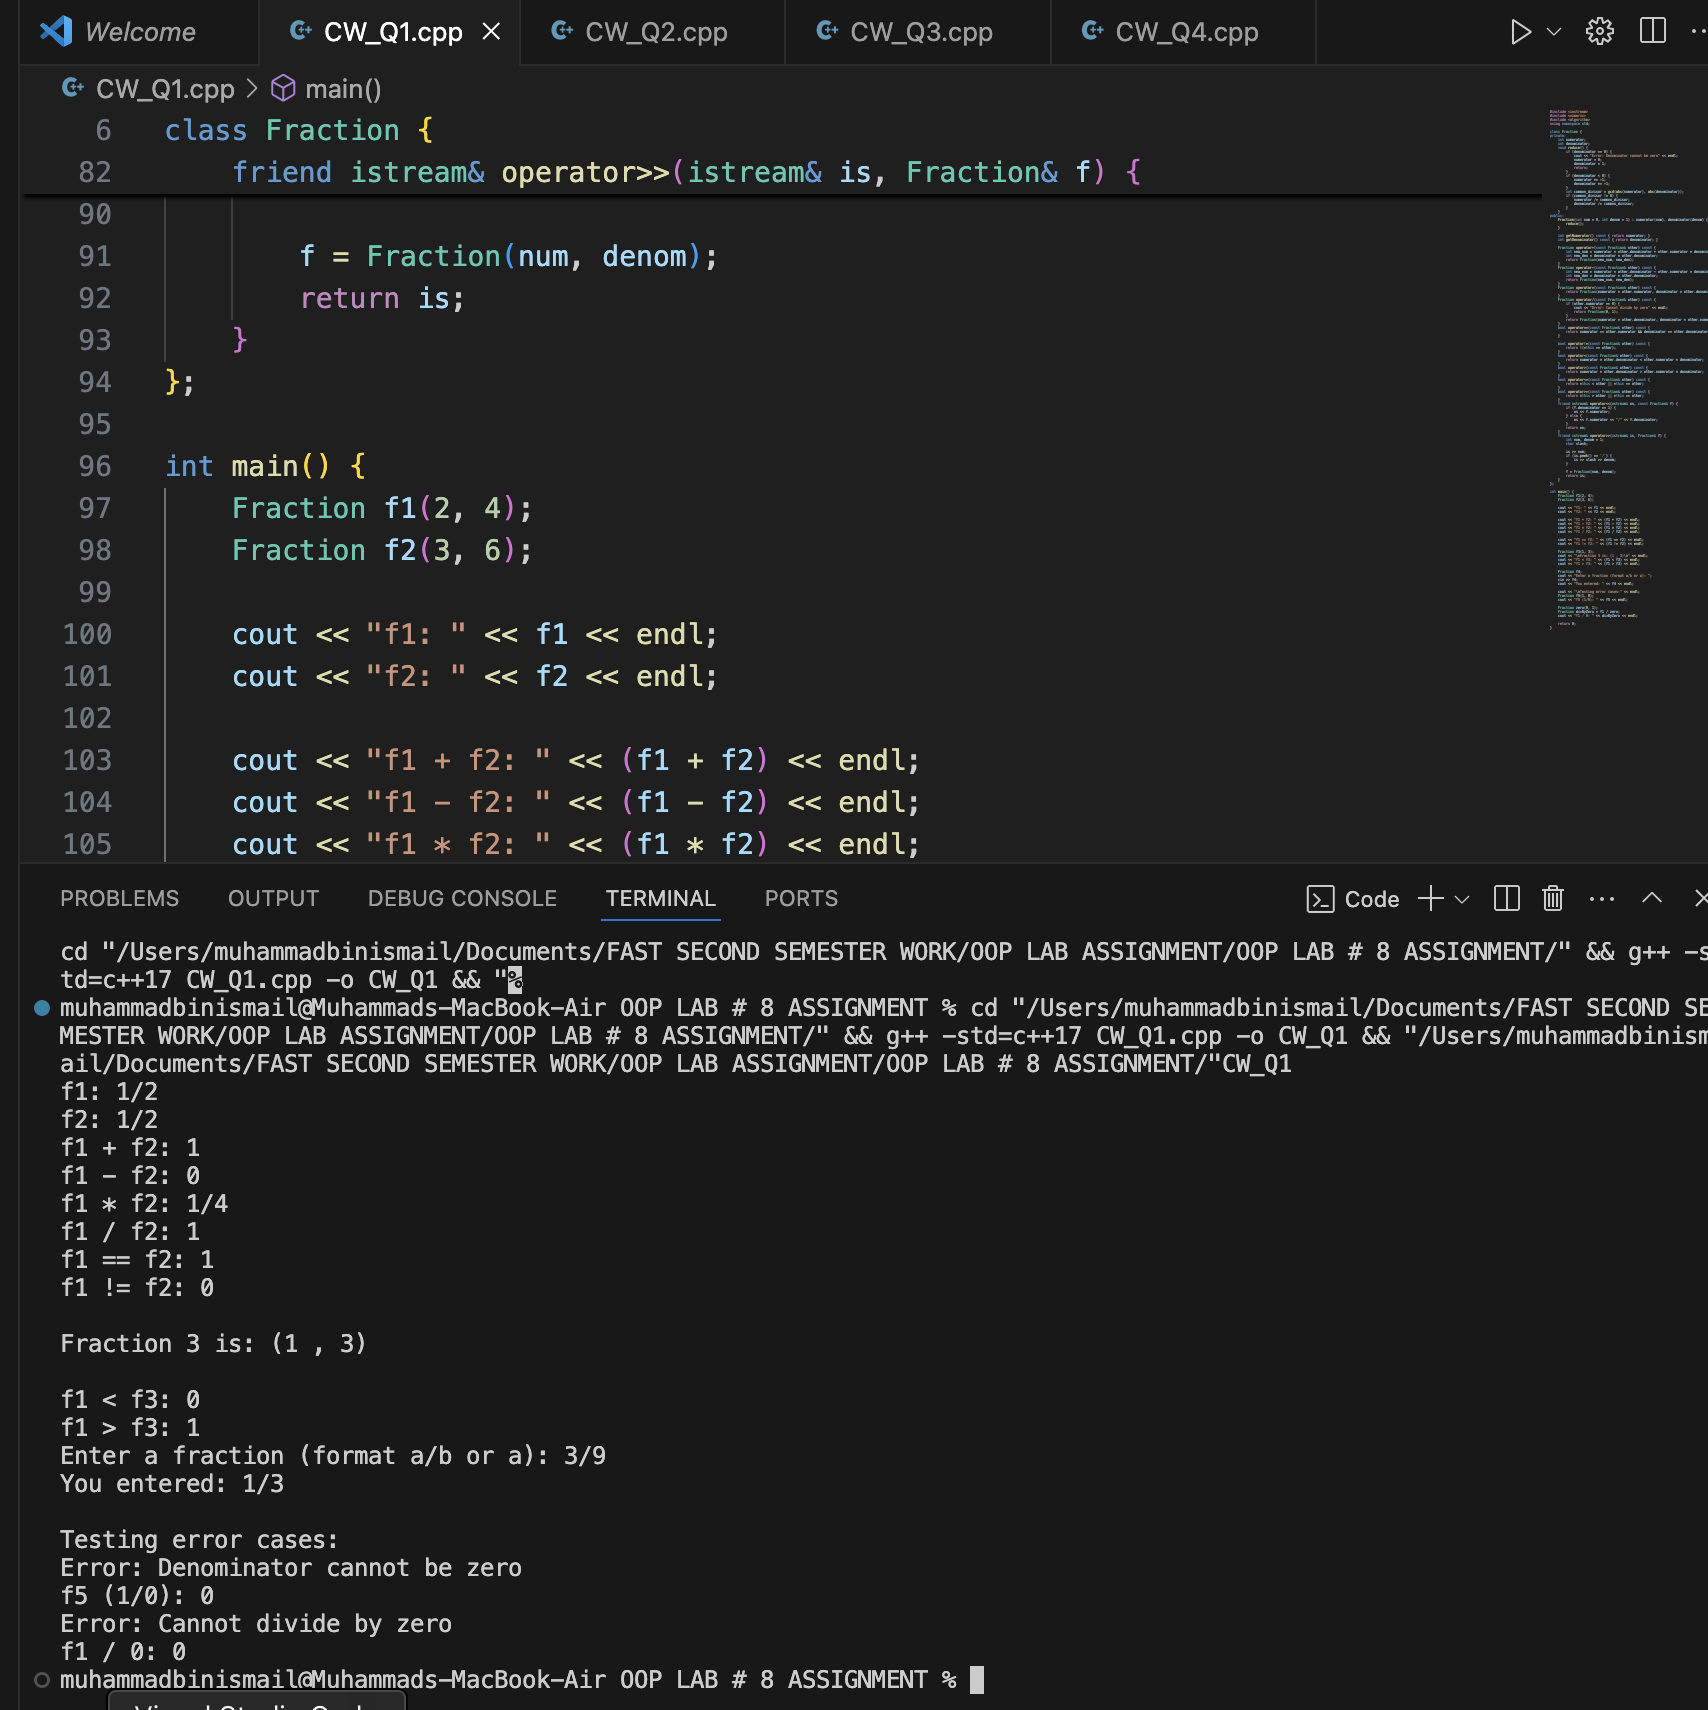 Welcome
CW_Q1.cpp
CW_Q2.cpp
CW_Q3.cpp
CW_Q4.cpp
CW_Q1.cpp > main()
6 class Fraction {
82 friend istream& operator>>(istream& is, Fraction& f) {
90
91 f = Fraction(num, denom);
92 return is;
93 }
94 };
95
96 int main() {
97 Fraction f1(2, 4);
98 Fraction f2(3, 6);
99
100 cout << "f1: " << f1 << endl;
101 cout << "f2: " << f2 << endl;
102
103 cout << "f1 + f2: " << (f1 + f2) << endl;
104 cout << "f1 - f2: " << (f1 - f2) << endl;
105 cout << "f1 * f2: " << (f1 * f2) << endl;
PROBLEMS OUTPUT DEBUG CONSOLE TERMINAL PORTS Code
cd "/Users/muhammadbinismail/Documents/FAST SECOND SEMESTER WORK/OOP LAB ASSIGNMENT/OOP LAB # 8 ASSIGNMENT/" && g++ -s
td=c++17 CW_Q1.cpp -o CW_Q1 && "%
muhammadbinismail@Muhammads-MacBook-Air OOP LAB # 8 ASSIGNMENT % cd "/Users/muhammadbinismail/Documents/FAST SECOND SE
MESTER WORK/OOP LAB ASSIGNMENT/OOP LAB # 8 ASSIGNMENT/" && g++ -std=c++17 CW_Q1.cpp -o CW_Q1 && "/Users/muhammadbinism
ail/Documents/FAST SECOND SEMESTER WORK/OOP LAB ASSIGNMENT/OOP LAB # 8 ASSIGNMENT/"CW_Q1
f1: 1/2
f2: 1/2
f1 + f2: 1
f1 - f2: 0
f1 * f2: 1/4
f1 / f2: 1
f1 == f2: 1
f1 != f2: 0
Fraction 3 is: (1 , 3)
f1 < f3: 0
f1 > f3: 1
Enter a fraction (format a/b or a): 3/9
You entered: 1/3
Testing error cases:
Error: Denominator cannot be zero
f5 (1/0): 0
Error: Cannot divide by zero
f1 / 0: 0
muhammadbinismail@Muhammads-MacBook-Air OOP LAB # 8 ASSIGNMENT %